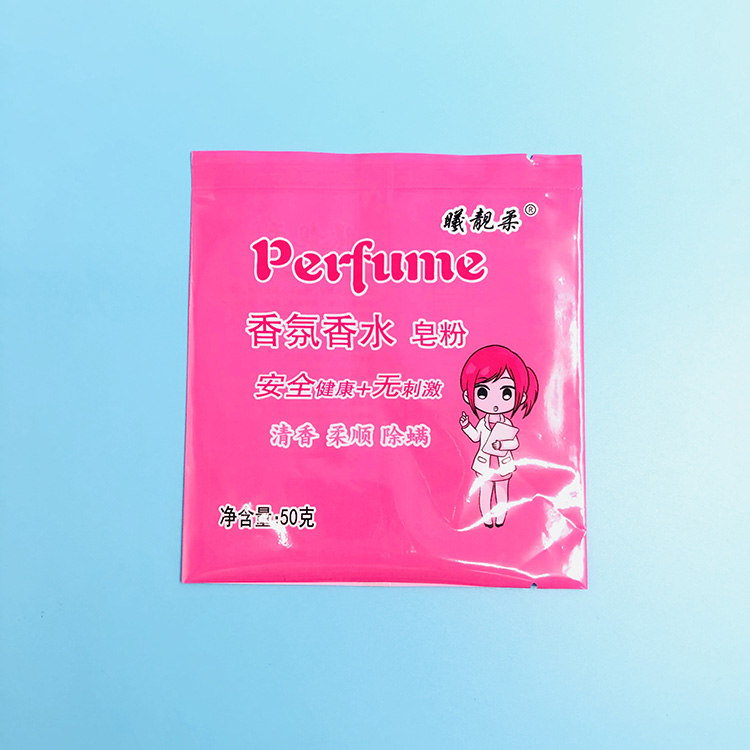 曦靓柔®
Perfume
香氛香水 皂粉
安全健康+无刺激
清香 柔顺 除螨
净含量:50克